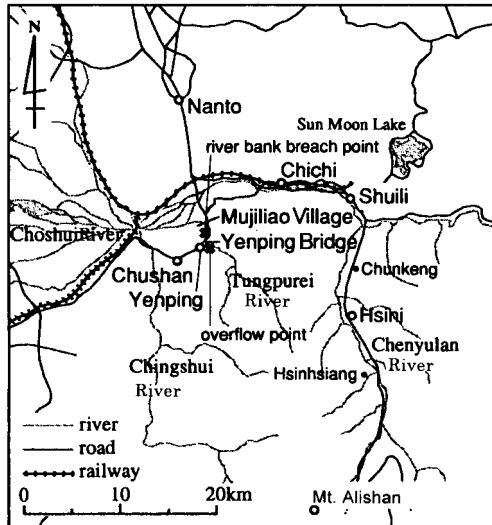 N
Nanto
Sun Moon Lake
river bank breach point
Chichi
Shuili
Mujiliao Village
Choshui River
Yenping Bridge
Chushan
Chunkeng
Yenping
Tungpurei
River
Hsini
overflow point
Chenyulan
River
Chingshui
River
Hsinhsiang
river
road
railway
0 10 20km
Mt. Alishan